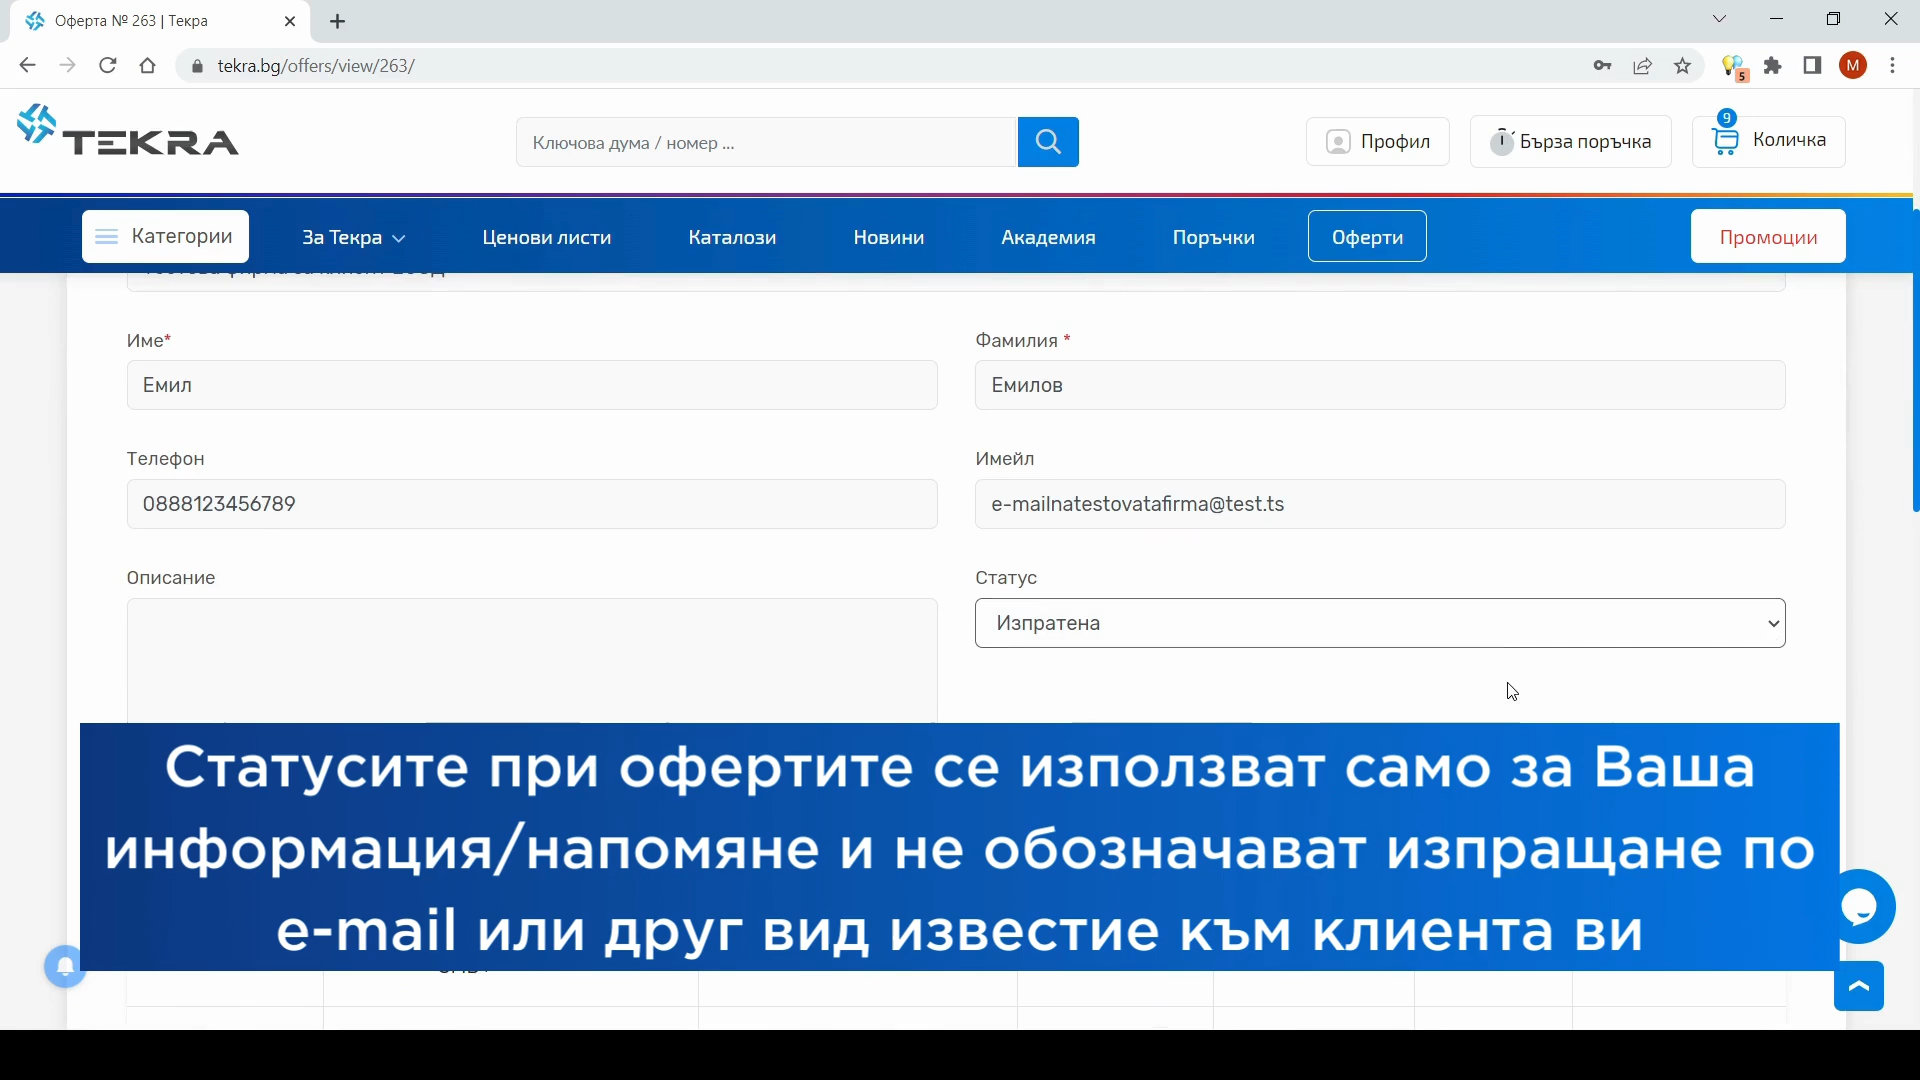 Оферта № 263 | Текра
tekra.bg/offers/view/263/
5
M
TEKRA
Ключова дума / номер ...
Профил
Бърза поръчка
9
Количка
Категории
За Текра
Ценови листи
Каталози
Новини
Академия
Поръчки
Оферти
Промоции
Име*
Фамилия *
Емил
Емилов
Телефон
Имейл
0888123456789
e-mailnatestovatafirma@test.ts
Описание
Статус
Изпратена
Статусите при офертите се използват само за Ваша
информация/напомяне и не обозначават изпращане по
e-mail или друг вид известие към клиента ви